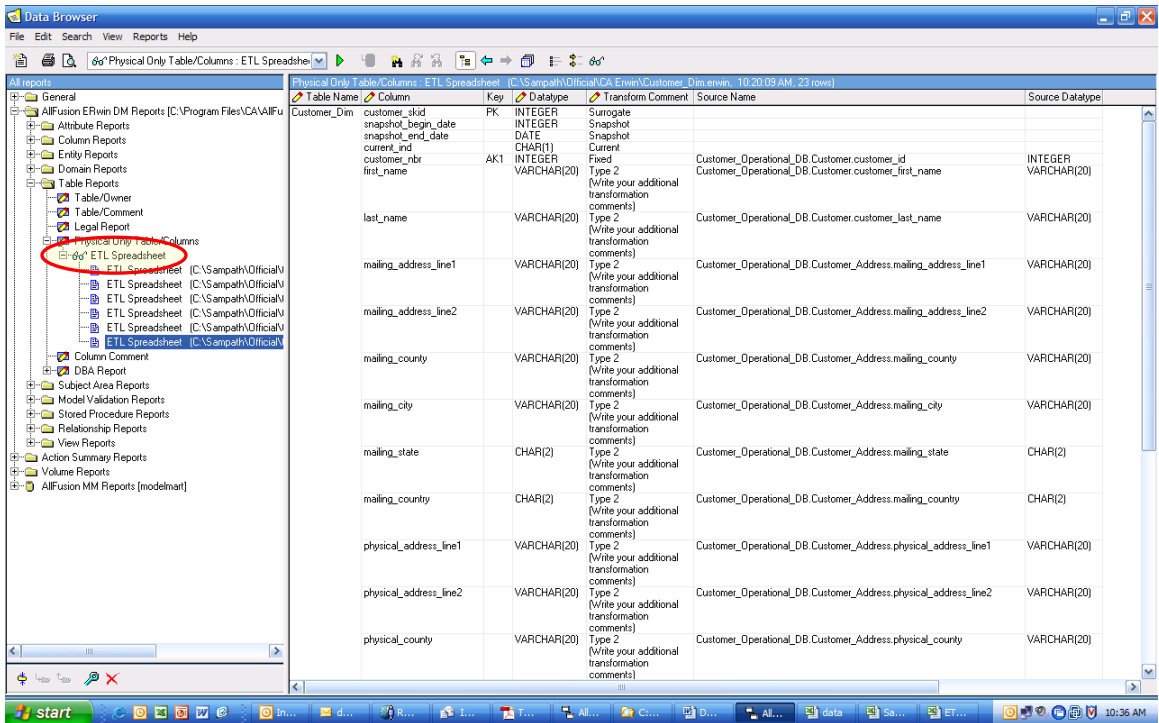 Data Browser
File Edit Search View Reports Help
Physical Only Table/Columns : ETL Spreadshe
All reports
General
AllFusion ERwin DM Reports [C:\Program Files\CA\AllFu
Attribute Reports
Column Reports
Entity Reports
Domain Reports
Table Reports
Table/Owner
Table/Comment
Legal Report
Physical Only Table/Columns
ETL Spreadsheet
ETL Spreadsheet (C:\Sampath\Official\
ETL Spreadsheet (C:\Sampath\Official\
ETL Spreadsheet (C:\Sampath\Official\
ETL Spreadsheet (C:\Sampath\Official\
ETL Spreadsheet (C:\Sampath\Official\
ETL Spreadsheet (C:\Sampath\Official\
Column Comment
DBA Report
Subject Area Reports
Model Validation Reports
Stored Procedure Reports
Relationship Reports
View Reports
Action Summary Reports
Volume Reports
AllFusion MM Reports [modelmart]
Physical Only Table/Columns : ETL Spreadsheet (C:\Sampath\Official\CA Erwin\Customer_Dim.erwin, 10:20:09 AM, 23 rows)
Table Name Column Key Datatype Transform Comment Source Name Source Datatype
Customer_Dim customer_skid PK INTEGER Surrogate
snapshot_begin_date INTEGER Snapshot
snapshot_end_date DATE Snapshot
current_ind CHAR(1) Current
customer_nbr AK1 INTEGER Fixed Customer_Operational_DB.Customer.customer_id INTEGER
first_name VARCHAR(20) Type 2 Customer_Operational_DB.Customer.customer_first_name VARCHAR(20)
(Write your additional
transformation
comments)
last_name VARCHAR(20) Type 2 Customer_Operational_DB.Customer.customer_last_name VARCHAR(20)
(Write your additional
transformation
comments)
mailing_address_line1 VARCHAR(20) Type 2 Customer_Operational_DB.Customer_Address.mailing_address_line1 VARCHAR(20)
(Write your additional
transformation
comments)
mailing_address_line2 VARCHAR(20) Type 2 Customer_Operational_DB.Customer_Address.mailing_address_line2 VARCHAR(20)
(Write your additional
transformation
comments)
mailing_county VARCHAR(20) Type 2 Customer_Operational_DB.Customer_Address.mailing_county VARCHAR(20)
(Write your additional
transformation
comments)
mailing_city VARCHAR(20) Type 2 Customer_Operational_DB.Customer_Address.mailing_city VARCHAR(20)
(Write your additional
transformation
comments)
mailing_state CHAR(2) Type 2 Customer_Operational_DB.Customer_Address.mailing_state CHAR(2)
(Write your additional
transformation
comments)
mailing_country CHAR(2) Type 2 Customer_Operational_DB.Customer_Address.mailing_country CHAR(2)
(Write your additional
transformation
comments)
physical_address_line1 VARCHAR(20) Type 2 Customer_Operational_DB.Customer_Address.physical_address_line1 VARCHAR(20)
(Write your additional
transformation
comments)
physical_address_line2 VARCHAR(20) Type 2 Customer_Operational_DB.Customer_Address.physical_address_line2 VARCHAR(20)
(Write your additional
transformation
comments)
physical_county VARCHAR(20) Type 2 Customer_Operational_DB.Customer_Address.physical_county VARCHAR(20)
(Write your additional
transformation
comments)
start In... d... R... I... T... Al... C:... D... Al... data Sa... ET... 10:36 AM